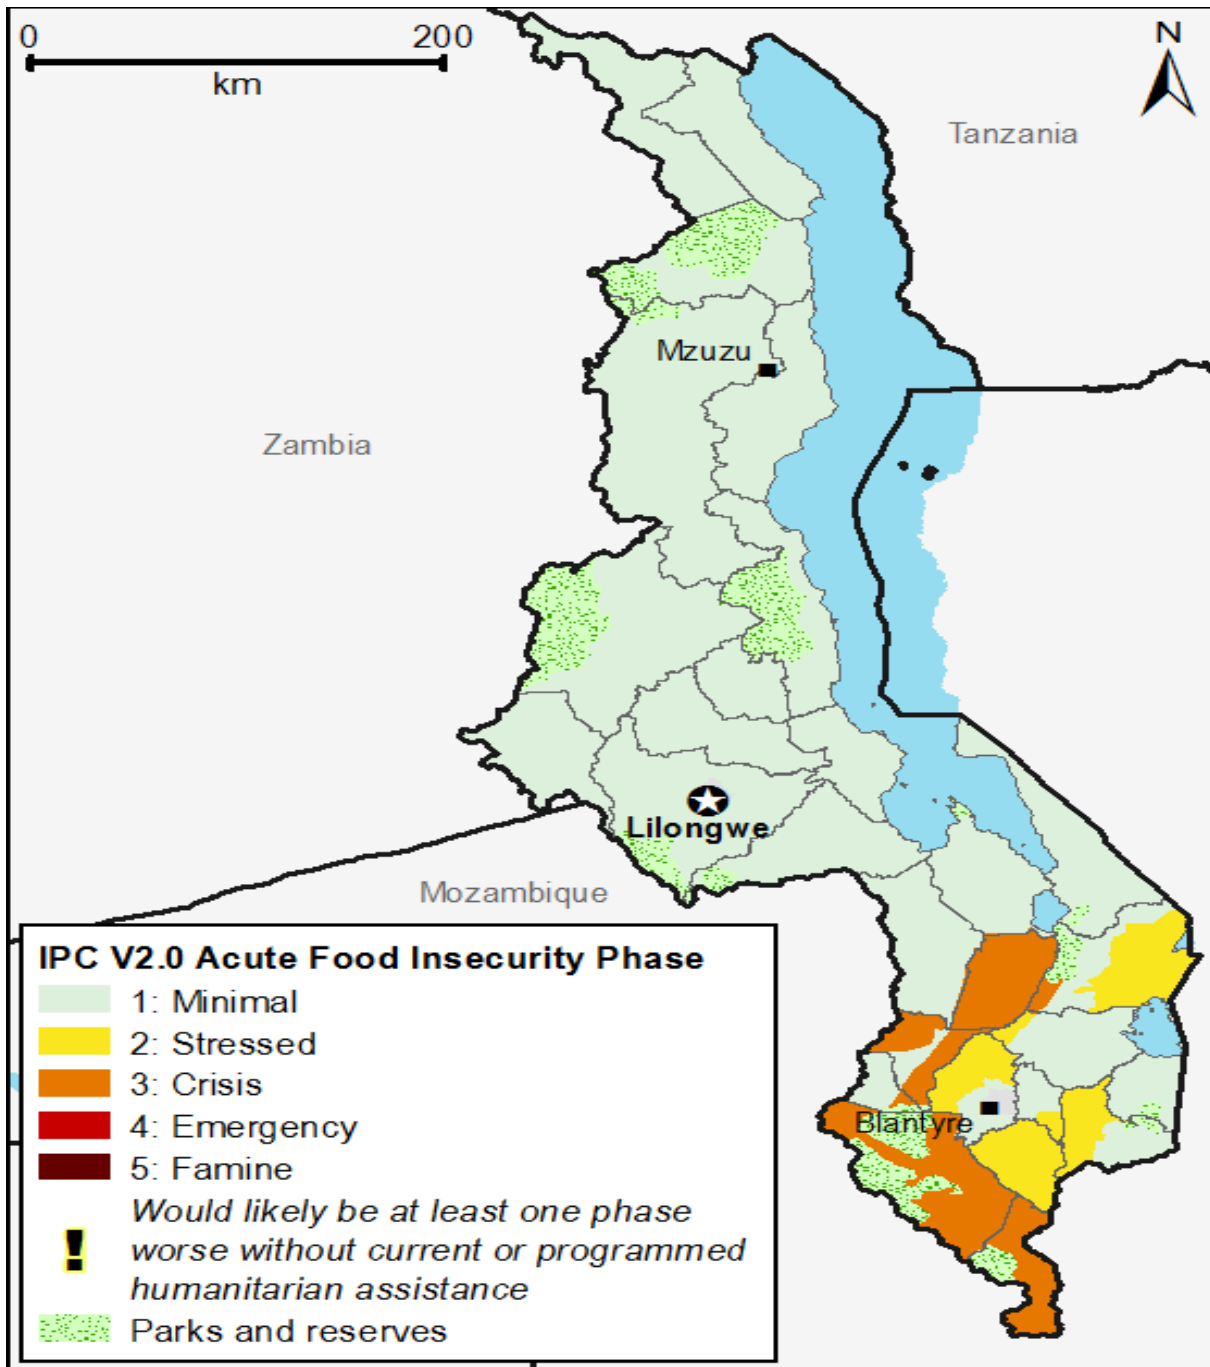 0
200
km
N
Tanzania
Mzuzu
Zambia
Lilongwe
Mozambique
Blantyre
IPC V2.0 Acute Food Insecurity Phase
1: Minimal
2: Stressed
3: Crisis
4: Emergency
5: Famine
!
Would likely be at least one phase
worse without current or programmed
humanitarian assistance
Parks and reserves